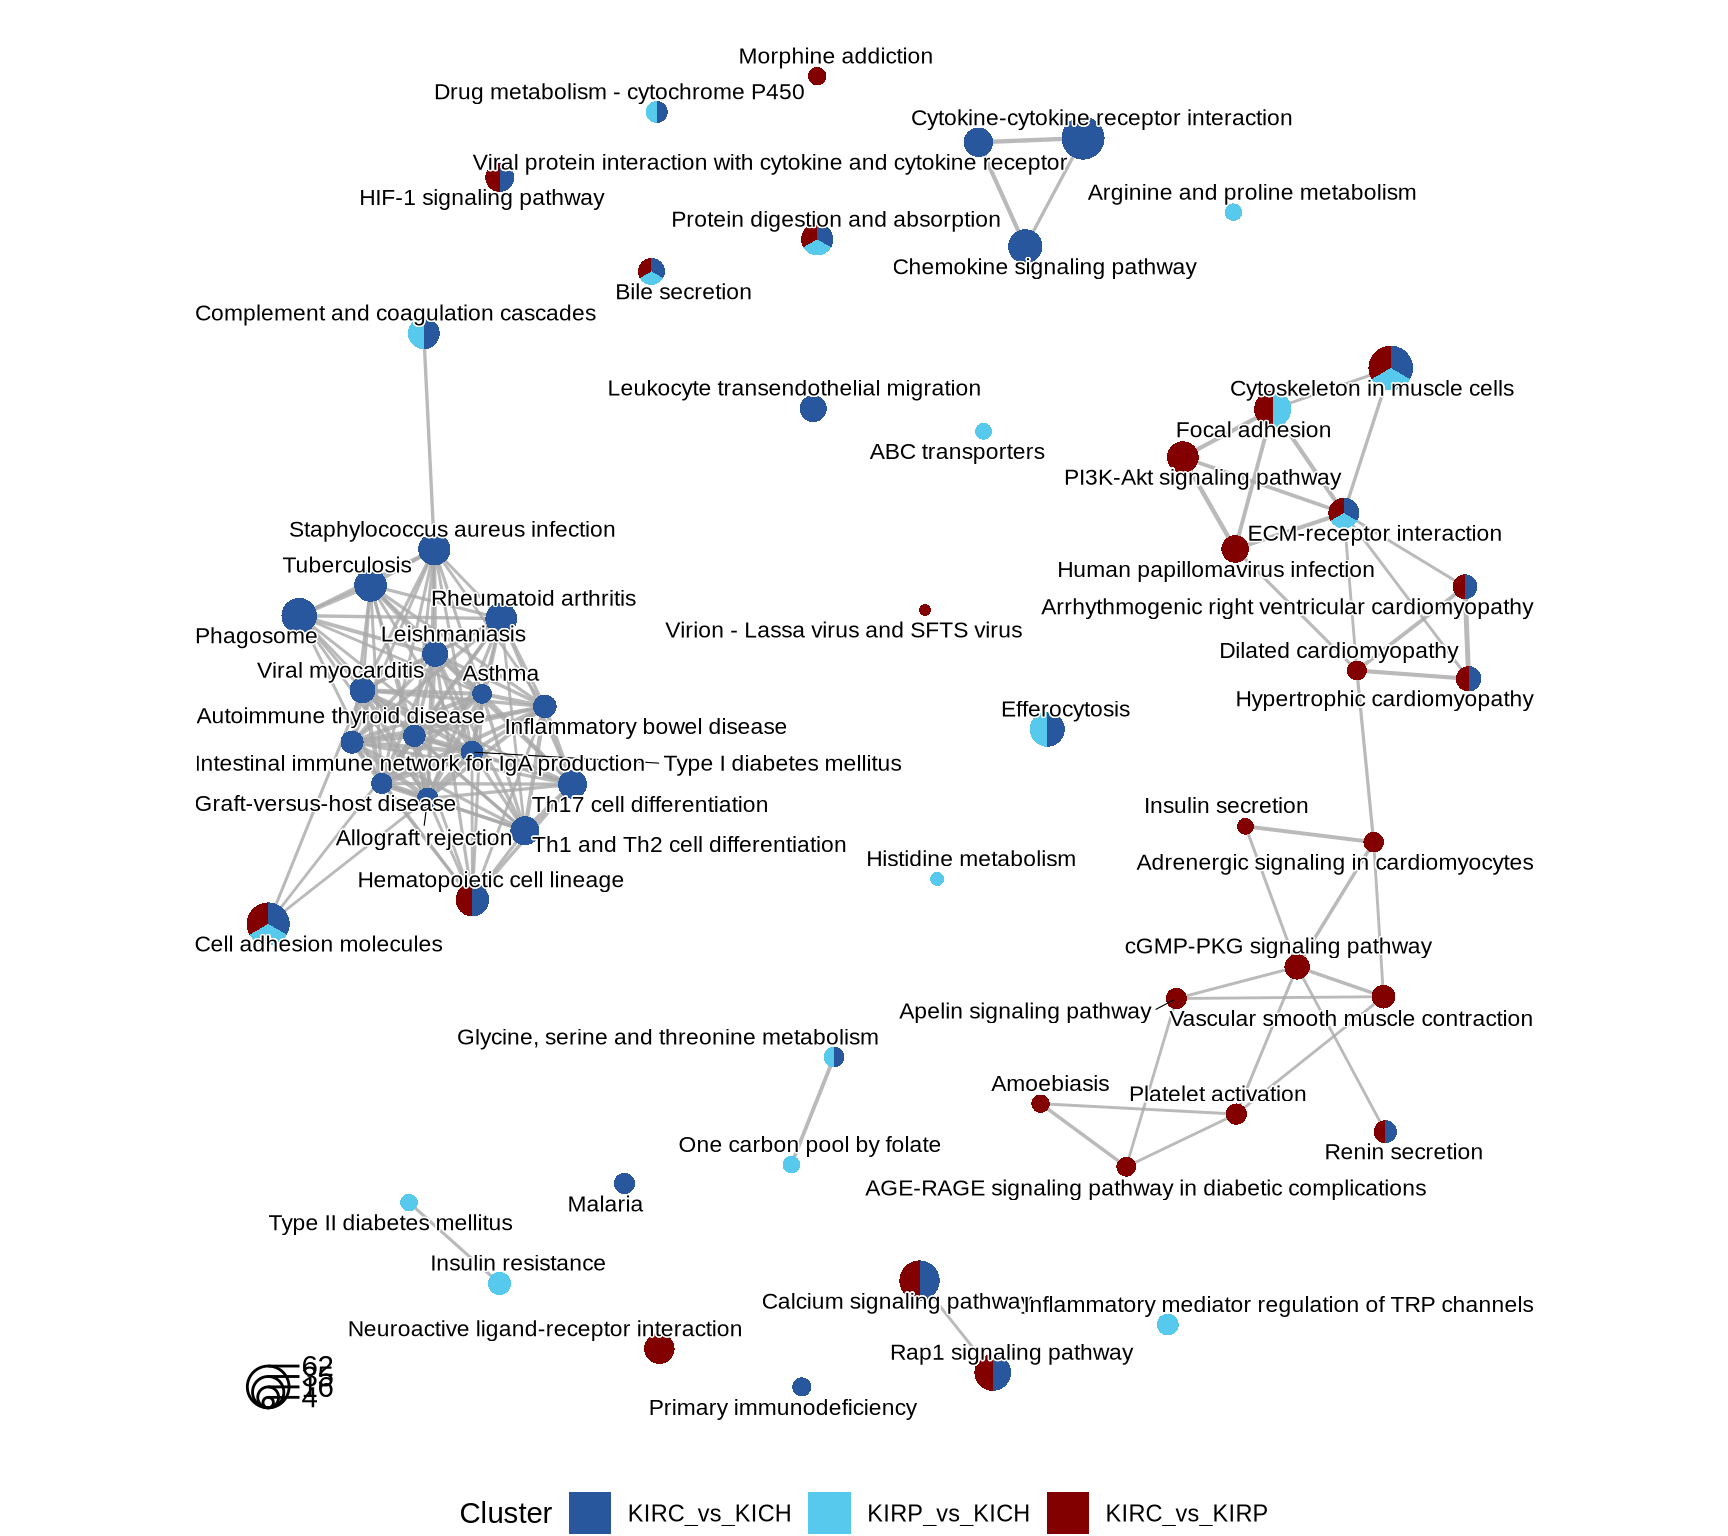 Morphine addiction
Drug metabolism - cytochrome P450
Cytokine-cytokine receptor interaction
Viral protein interaction with cytokine and cytokine receptor
HIF-1 signaling pathway
Arginine and proline metabolism
Protein digestion and absorption
Chemokine signaling pathway
Bile secretion
Complement and coagulation cascades
Leukocyte transendothelial migration
Cytoskeleton in muscle cells
Focal adhesion
ABC transporters
PI3K-Akt signaling pathway
Staphylococcus aureus infection
ECM-receptor interaction
Tuberculosis
Human papillomavirus infection
Rheumatoid arthritis
Arrhythmogenic right ventricular cardiomyopathy
Phagosome
Leishmaniasis
Virion - Lassa virus and SFTS virus
Dilated cardiomyopathy
Viral myocarditis
Asthma
Hypertrophic cardiomyopathy
Autoimmune thyroid disease
Inflammatory bowel disease
Efferocytosis
Intestinal immune network for IgA production
Type I diabetes mellitus
Graft-versus-host disease
Th17 cell differentiation
Insulin secretion
Allograft rejection
Th1 and Th2 cell differentiation
Histidine metabolism
Adrenergic signaling in cardiomyocytes
Hematopoietic cell lineage
Cell adhesion molecules
cGMP-PKG signaling pathway
Apelin signaling pathway
Vascular smooth muscle contraction
Glycine, serine and threonine metabolism
Amoebiasis
Platelet activation
One carbon pool by folate
Renin secretion
AGE-RAGE signaling pathway in diabetic complications
Malaria
Type II diabetes mellitus
Insulin resistance
Calcium signaling pathway
Inflammatory mediator regulation of TRP channels
Neuroactive ligand-receptor interaction
Rap1 signaling pathway
62
16
4
Primary immunodeficiency
Cluster
KIRC_vs_KICH
KIRP_vs_KICH
KIRC_vs_KIRP